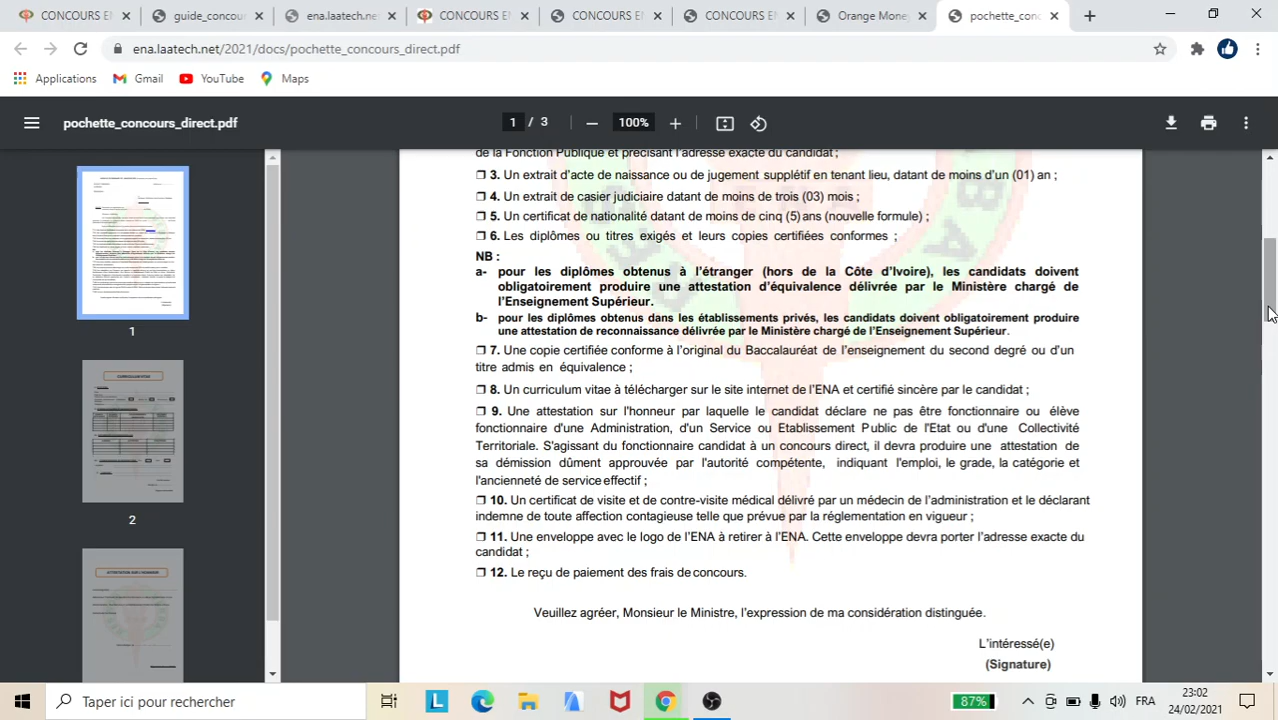 CONCOURS EN
guide_concou
ena.laatech.ne
CONCOURS EN
CONCOURS EN
CONCOURS EN
Orange Mone
pochette_conc
ena.laatech.net/2021/docs/pochette_concours_direct.pdf
Applications
Gmail
YouTube
Maps
pochette_concours_direct.pdf
1 / 3
100%
1
CURRICULUM VITAE
2
ATTESTATION SUR L'HONNEUR
de la Fonction Publique et précisant l'adresse exacte du candidat ;
❒ 3. Un extrait d'acte de naissance ou de jugement supplétif en tenant lieu, datant de moins d'un (01) an ;
❒ 4. Un extrait de casier judiciaire datant de moins de trois (03) mois ;
❒ 5. Un certificat de nationalité datant de moins de cinq (5) ans (nouvelle formule) ;
❒ 6. Les diplômes ou titres exigés et leurs copies certifiées conformes ;
NB :
a- pour les diplômes obtenus à l'étranger (hors de la Côte d'Ivoire), les candidats doivent
obligatoirement produire une attestation d'équivalence délivrée par le Ministère chargé de
l'Enseignement Supérieur.
b- pour les diplômes obtenus dans les établissements privés, les candidats doivent obligatoirement produire
une attestation de reconnaissance délivrée par le Ministère chargé de l'Enseignement Supérieur.
❒ 7. Une copie certifiée conforme à l'original du Baccalauréat de l'enseignement du second degré ou d'un
titre admis en équivalence ;
❒ 8. Un curriculum vitae à télécharger sur le site internet de l'ENA et certifié sincère par le candidat ;
❒ 9. Une attestation sur l'honneur par laquelle le candidat déclare ne pas être fonctionnaire ou élève
fonctionnaire d'une Administration, d'un Service ou Etablissement Public de l'Etat ou d'une Collectivité
Territoriale. S'agissant du fonctionnaire candidat à un concours direct, il devra produire une attestation de
sa démission dûment approuvée par l'autorité compétente, indiquant l'emploi, le grade, la catégorie et
l'ancienneté de service effectif ;
❒ 10. Un certificat de visite et de contre-visite médical délivré par un médecin de l'administration et le déclarant
indemne de toute affection contagieuse telle que prévue par la réglementation en vigueur ;
❒ 11. Une enveloppe avec le logo de l'ENA à retirer à l'ENA. Cette enveloppe devra porter l'adresse exacte du
candidat ;
❒ 12. Le reçu de paiement des frais de concours.
Veuillez agréer, Monsieur le Ministre, l'expression de ma considération distinguée.
L'intéressé(e)
(Signature)
Taper ici pour rechercher
L
87%
FRA
23:02
24/02/2021